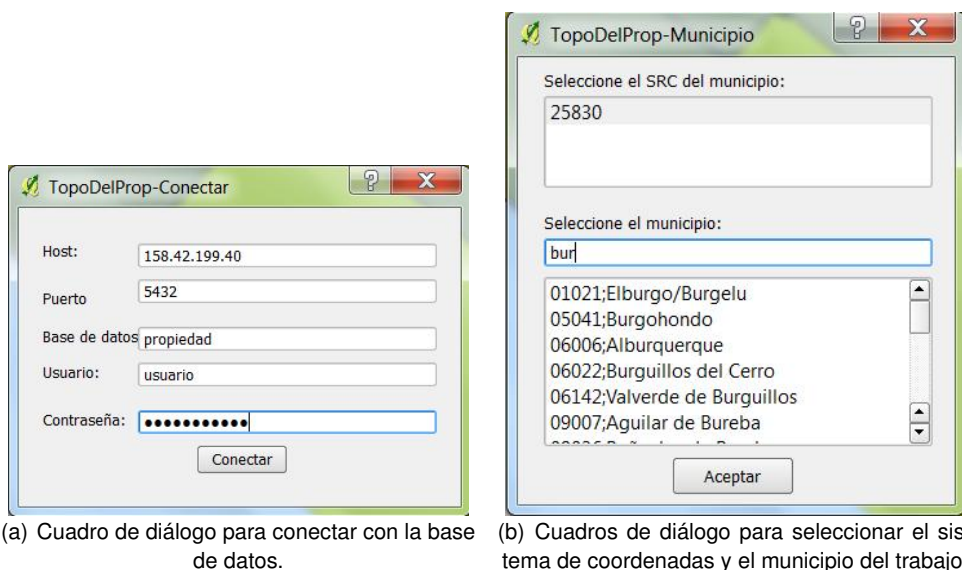 TopoDelProp-Conectar
Host:
158.42.199.40
Puerto
5432
Base de datos
propiedad
Usuario:
usuario
Contraseña:
●●●●●●●●●●●
Conectar
(a) Cuadro de diálogo para conectar con la base
de datos.
TopoDelProp-Municipio
Seleccione el SRC del municipio:
25830
Seleccione el municipio:
bur
01021;Elburgo/Burgelu
05041;Burgohondo
06006;Alburquerque
06022;Burguillos del Cerro
06142;Valverde de Burguillos
09007;Aguilar de Bureba
Aceptar
(b) Cuadros de diálogo para seleccionar el sis
tema de coordenadas y el municipio del trabajo